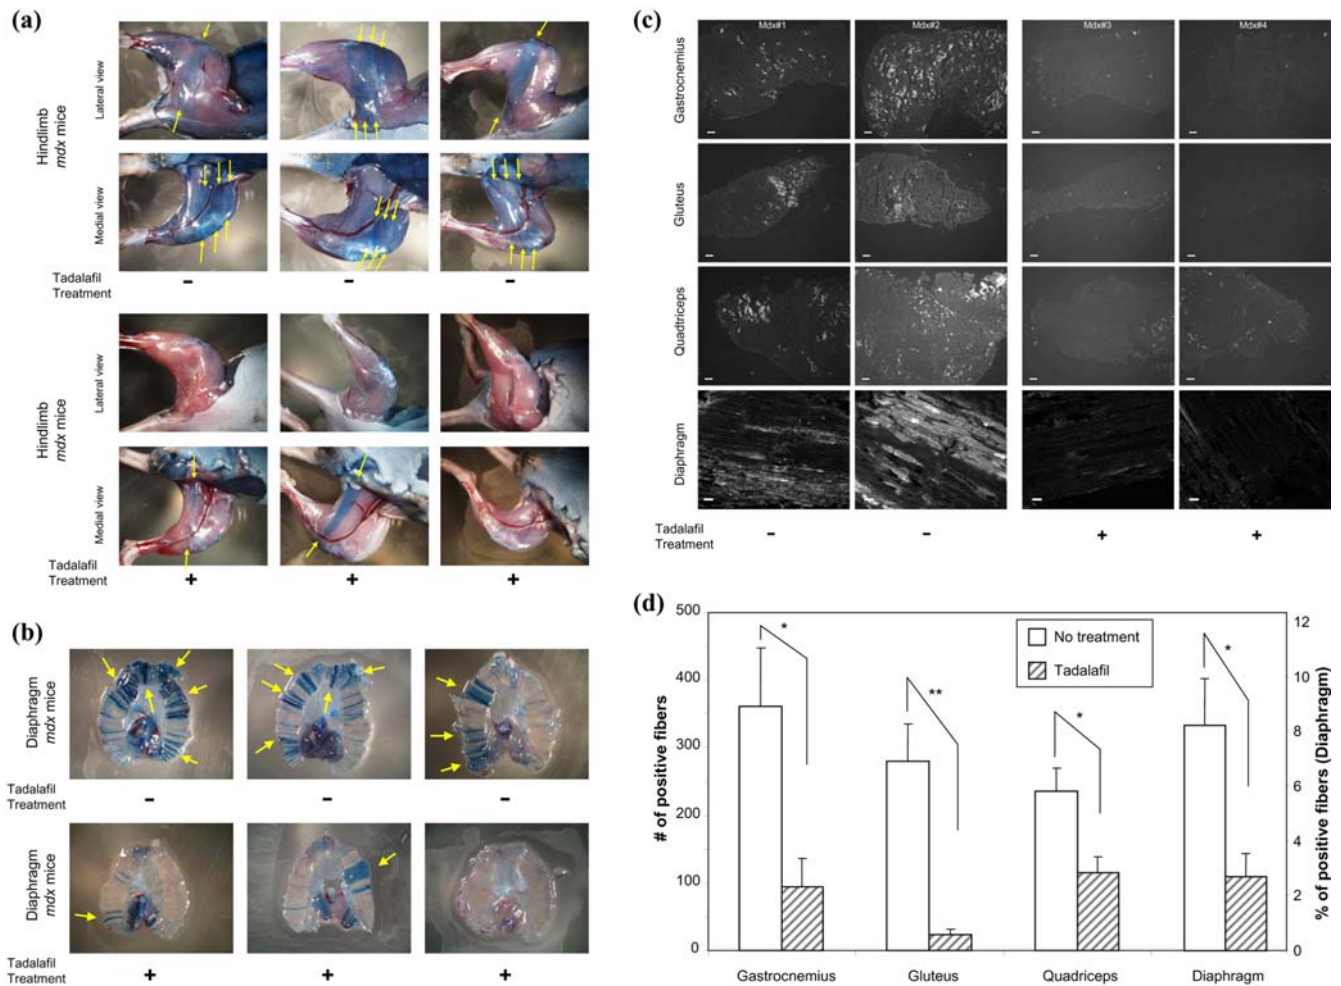 (a)
Hindlimb
mdx mice
Lateral view
Medial view
Tadalafil
Treatment
-
-
-
Hindlimb
mdx mice
Lateral view
Medial view
Tadalafil
Treatment
+
+
+
(b)
Diaphragm
mdx mice
Tadalafil
Treatment
-
-
-
Diaphragm
mdx mice
Tadalafil
Treatment
+
+
+
(c)
Mdx#1
Mdx#2
Mdx#3
Mdx#4
Gastrocnemius
Gluteus
Quadtriceps
Diaphragm
Tadalafil
Treatment
-
-
+
+
(d)
# of positive fibers
500
400
300
200
100
0
No treatment
Tadalafil
*
**
*
*
12
10
8
6
4
2
0
% of positive fibers (Diaphragm)
Gastrocnemius
Gluteus
Quadriceps
Diaphragm